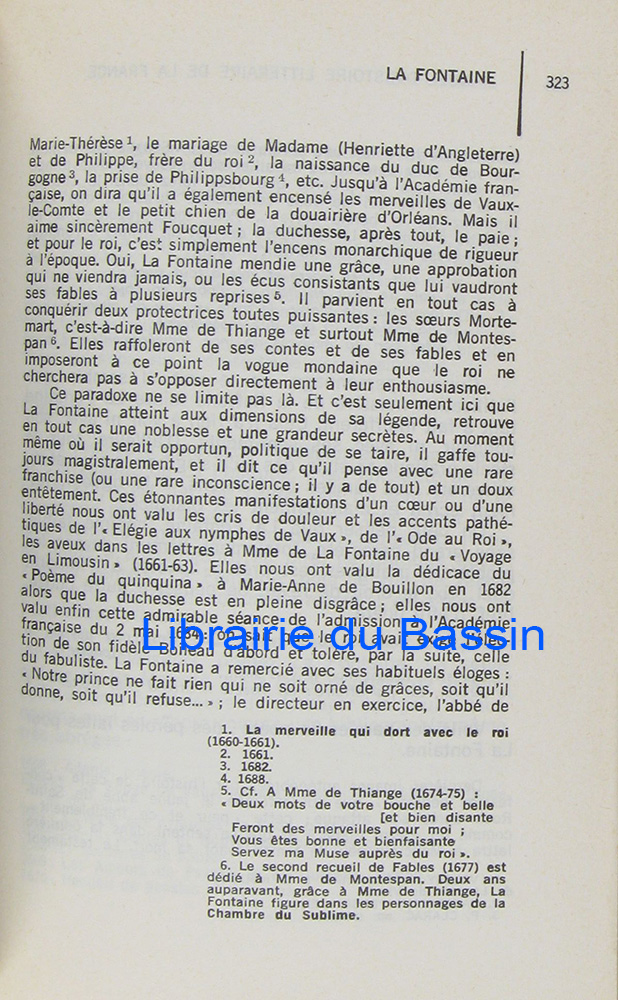 LA FONTAINE 323
Marie-Thérèse ¹, le mariage de Madame (Henriette d'Angleterre)
et de Philippe, frère du roi ², la naissance du duc de Bour-
gogne ³, la prise de Philippsbourg ⁴, etc. Jusqu'à l'Académie fran-
çaise, on dira qu'il a également encensé les merveilles de Vaux-
le-Comte et le petit chien de la douairière d'Orléans. Mais il
aime sincèrement Foucquet ; la duchesse, après tout, le paie ;
et pour le roi, c'est simplement l'encens monarchique de rigueur
à l'époque. Oui, La Fontaine mendie une grâce, une approbation
qui ne viendra jamais, ou les écus consistants que lui vaudront
ses fables à plusieurs reprises ⁵. Il parvient en tout cas à
conquérir deux protectrices toutes puissantes : les sœurs Morte-
mart, c'est-à-dire Mme de Thiange et surtout Mme de Montes-
pan ⁶. Elles raffoleront de ses contes et de ses fables et en
imposeront à ce point la vogue mondaine que le roi ne
cherchera pas à s'opposer directement à leur enthousiasme.
Ce paradoxe ne se limite pas là. Et c'est seulement ici que
La Fontaine atteint aux dimensions de sa légende, retrouve
en tout cas une noblesse et une grandeur secrètes. Au moment
même où il serait opportun, politique de se taire, il gaffe tou-
jours magistralement, et il dit ce qu'il pense avec une rare
franchise (ou une rare inconscience ; il y a de tout) et un doux
entêtement. Ces étonnantes manifestations d'un cœur ou d'une
liberté nous ont valu les cris de douleur et les accents pathé-
tiques de l'« Elégie aux nymphes de Vaux », de l'« Ode au Roi »,
les aveux dans les lettres à Mme de La Fontaine du « Voyage
en Limousin » (1661-63). Elles nous ont valu la dédicace du
« Poème du quinquina » à Marie-Anne de Bouillon en 1682
alors que la duchesse est en pleine disgrâce ; elles nous ont
valu enfin cette admirable séance de l'admission à l'Académie
française du 2 mai 1684 : on sait que le roi avait exigé l'élec-
tion de son fidèle Boileau d'abord et toléré, par la suite, celle
du fabuliste. La Fontaine a remercié avec ses habituels éloges :
« Notre prince ne fait rien qui ne soit orné de grâces, soit qu'il
donne, soit qu'il refuse... » ; le directeur en exercice, l'abbé de
Librairie du Bassin
1. La merveille qui dort avec le roi
(1660-1661).
2. 1661.
3. 1682.
4. 1688.
5. Cf. A Mme de Thiange (1674-75) :
« Deux mots de votre bouche et belle
[et bien disante
Feront des merveilles pour moi ;
Vous êtes bonne et bienfaisante
Servez ma Muse auprès du roi ».
6. Le second recueil de Fables (1677) est
dédié à Mme de Montespan. Deux ans
auparavant, grâce à Mme de Thiange, La
Fontaine figure dans les personnages de la
Chambre du Sublime.